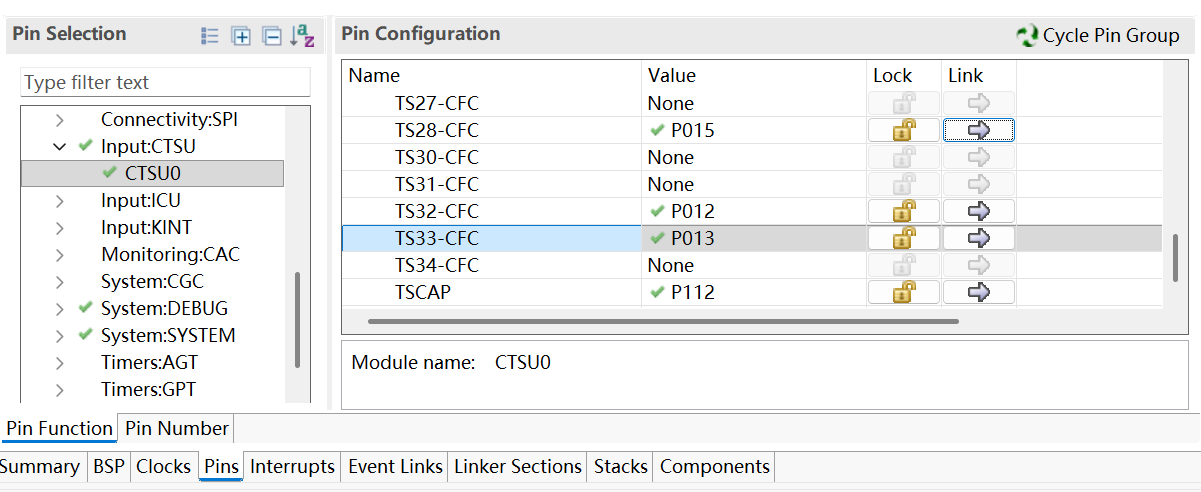 Pin Selection
Type filter text
Connectivity:SPI
Input:CTSU
CTSU0
Input:ICU
Input:KINT
Monitoring:CAC
System:CGC
System:DEBUG
System:SYSTEM
Timers:AGT
Timers:GPT
Pin Configuration
Cycle Pin Group
Name Value Lock Link
TS27-CFC None
TS28-CFC P015
TS30-CFC None
TS31-CFC None
TS32-CFC P012
TS33-CFC P013
TS34-CFC None
TSCAP P112
Module name: CTSU0
Pin Function Pin Number
Summary BSP Clocks Pins Interrupts Event Links Linker Sections Stacks Components